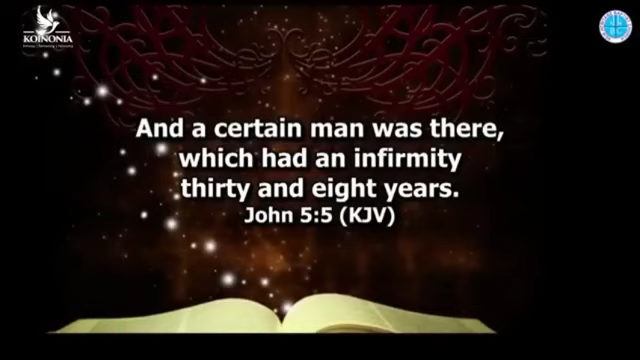 KOINONIA
And a certain man was there,
which had an infirmity
thirty and eight years.
John 5:5 (KJV)